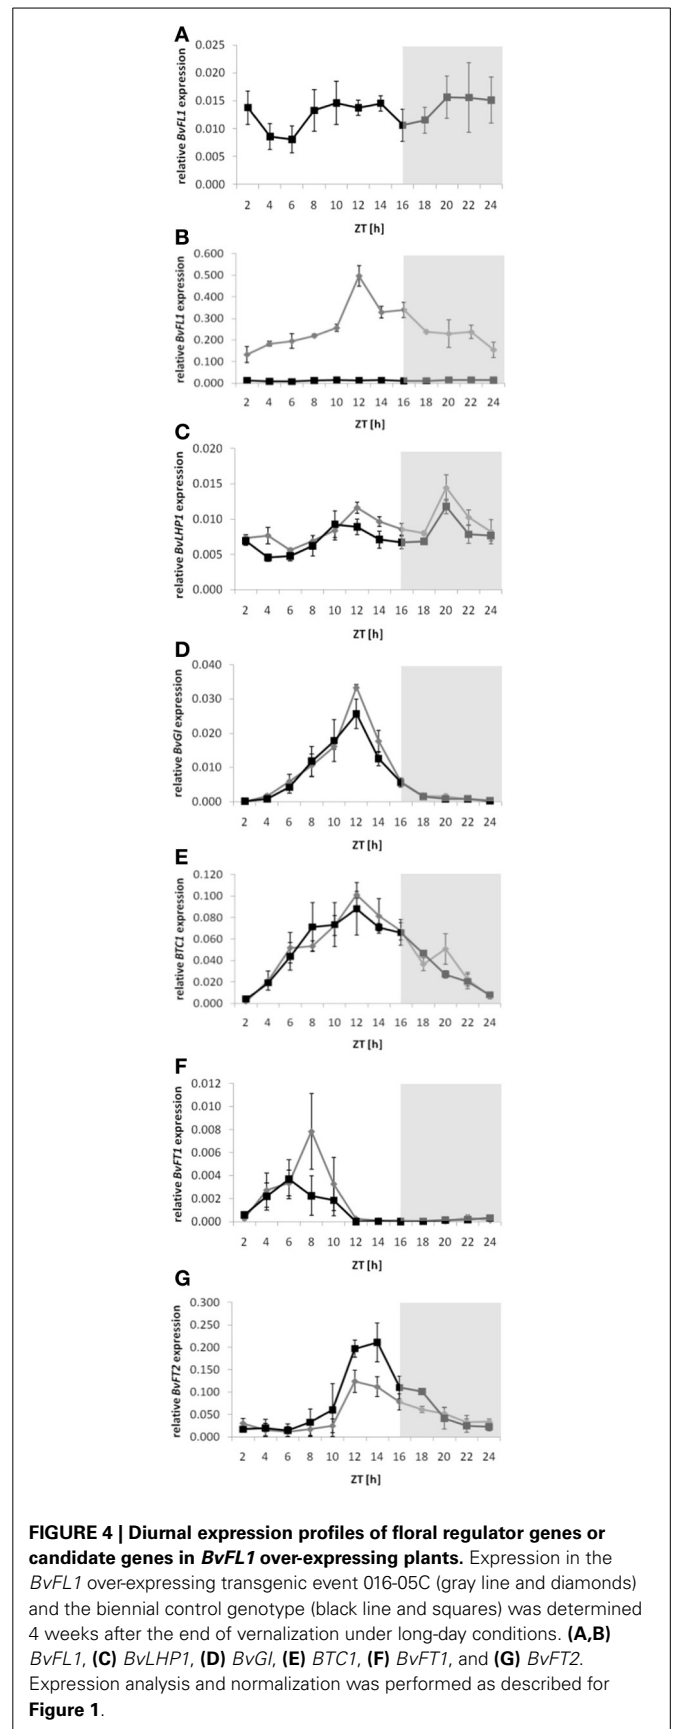 A
relative BvFL1 expression
0.025
0.020
0.015
0.010
0.005
0.000
2 4 6 8 10 12 14 16 18 20 22 24
ZT [h]
B
relative BvFL1 expression
0.600
0.500
0.400
0.300
0.200
0.100
0.000
2 4 6 8 10 12 14 16 18 20 22 24
ZT [h]
C
relative BvLHP1 expression
0.020
0.015
0.010
0.005
0.000
2 4 6 8 10 12 14 16 18 20 22 24
ZT [h]
D
relative BvGI expression
0.040
0.030
0.020
0.010
0.000
2 4 6 8 10 12 14 16 18 20 22 24
ZT [h]
E
relative BTC1 expression
0.120
0.100
0.080
0.060
0.040
0.020
0.000
2 4 6 8 10 12 14 16 18 20 22 24
ZT [h]
F
relative BvFT1 expression
0.012
0.010
0.008
0.006
0.004
0.002
0.000
2 4 6 8 10 12 14 16 18 20 22 24
ZT [h]
G
relative BvFT2 expression
0.300
0.250
0.200
0.150
0.100
0.050
0.000
2 4 6 8 10 12 14 16 18 20 22 24
ZT [h]
FIGURE 4 | Diurnal expression profiles of floral regulator genes or
candidate genes in BvFL1 over-expressing plants. Expression in the
BvFL1 over-expressing transgenic event 016-05C (gray line and diamonds)
and the biennial control genotype (black line and squares) was determined
4 weeks after the end of vernalization under long-day conditions. (A,B)
BvFL1, (C) BvLHP1, (D) BvGI, (E) BTC1, (F) BvFT1, and (G) BvFT2.
Expression analysis and normalization was performed as described for
Figure 1.